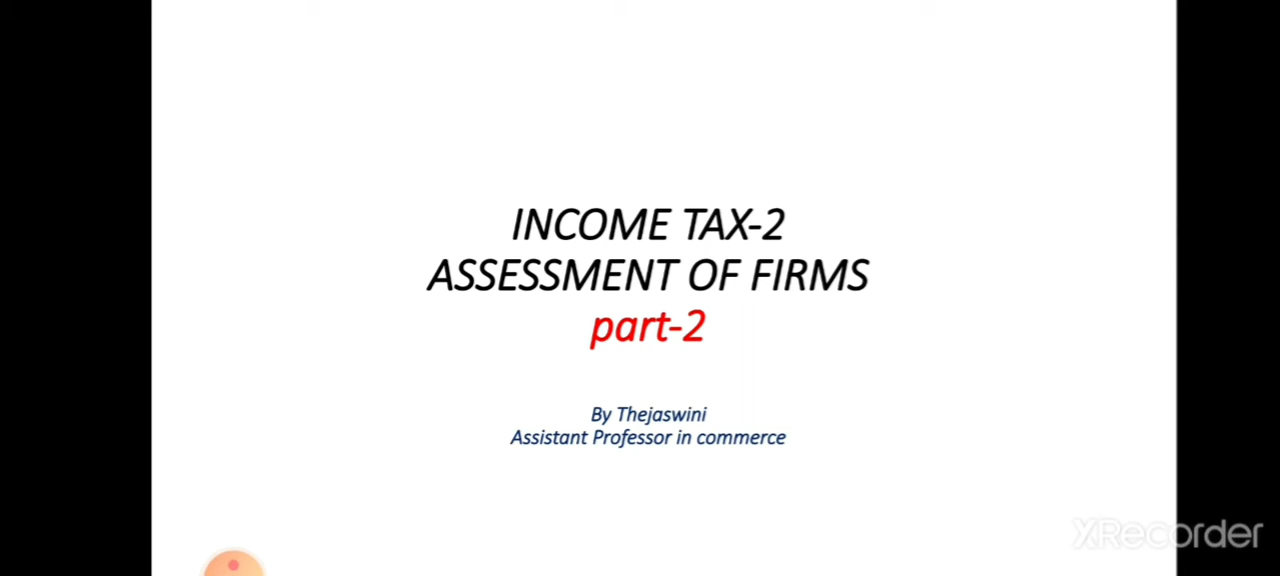 INCOME TAX-2
ASSESSMENT OF FIRMS
part-2
By Thejaswini
Assistant Professor in commerce
XRecorder